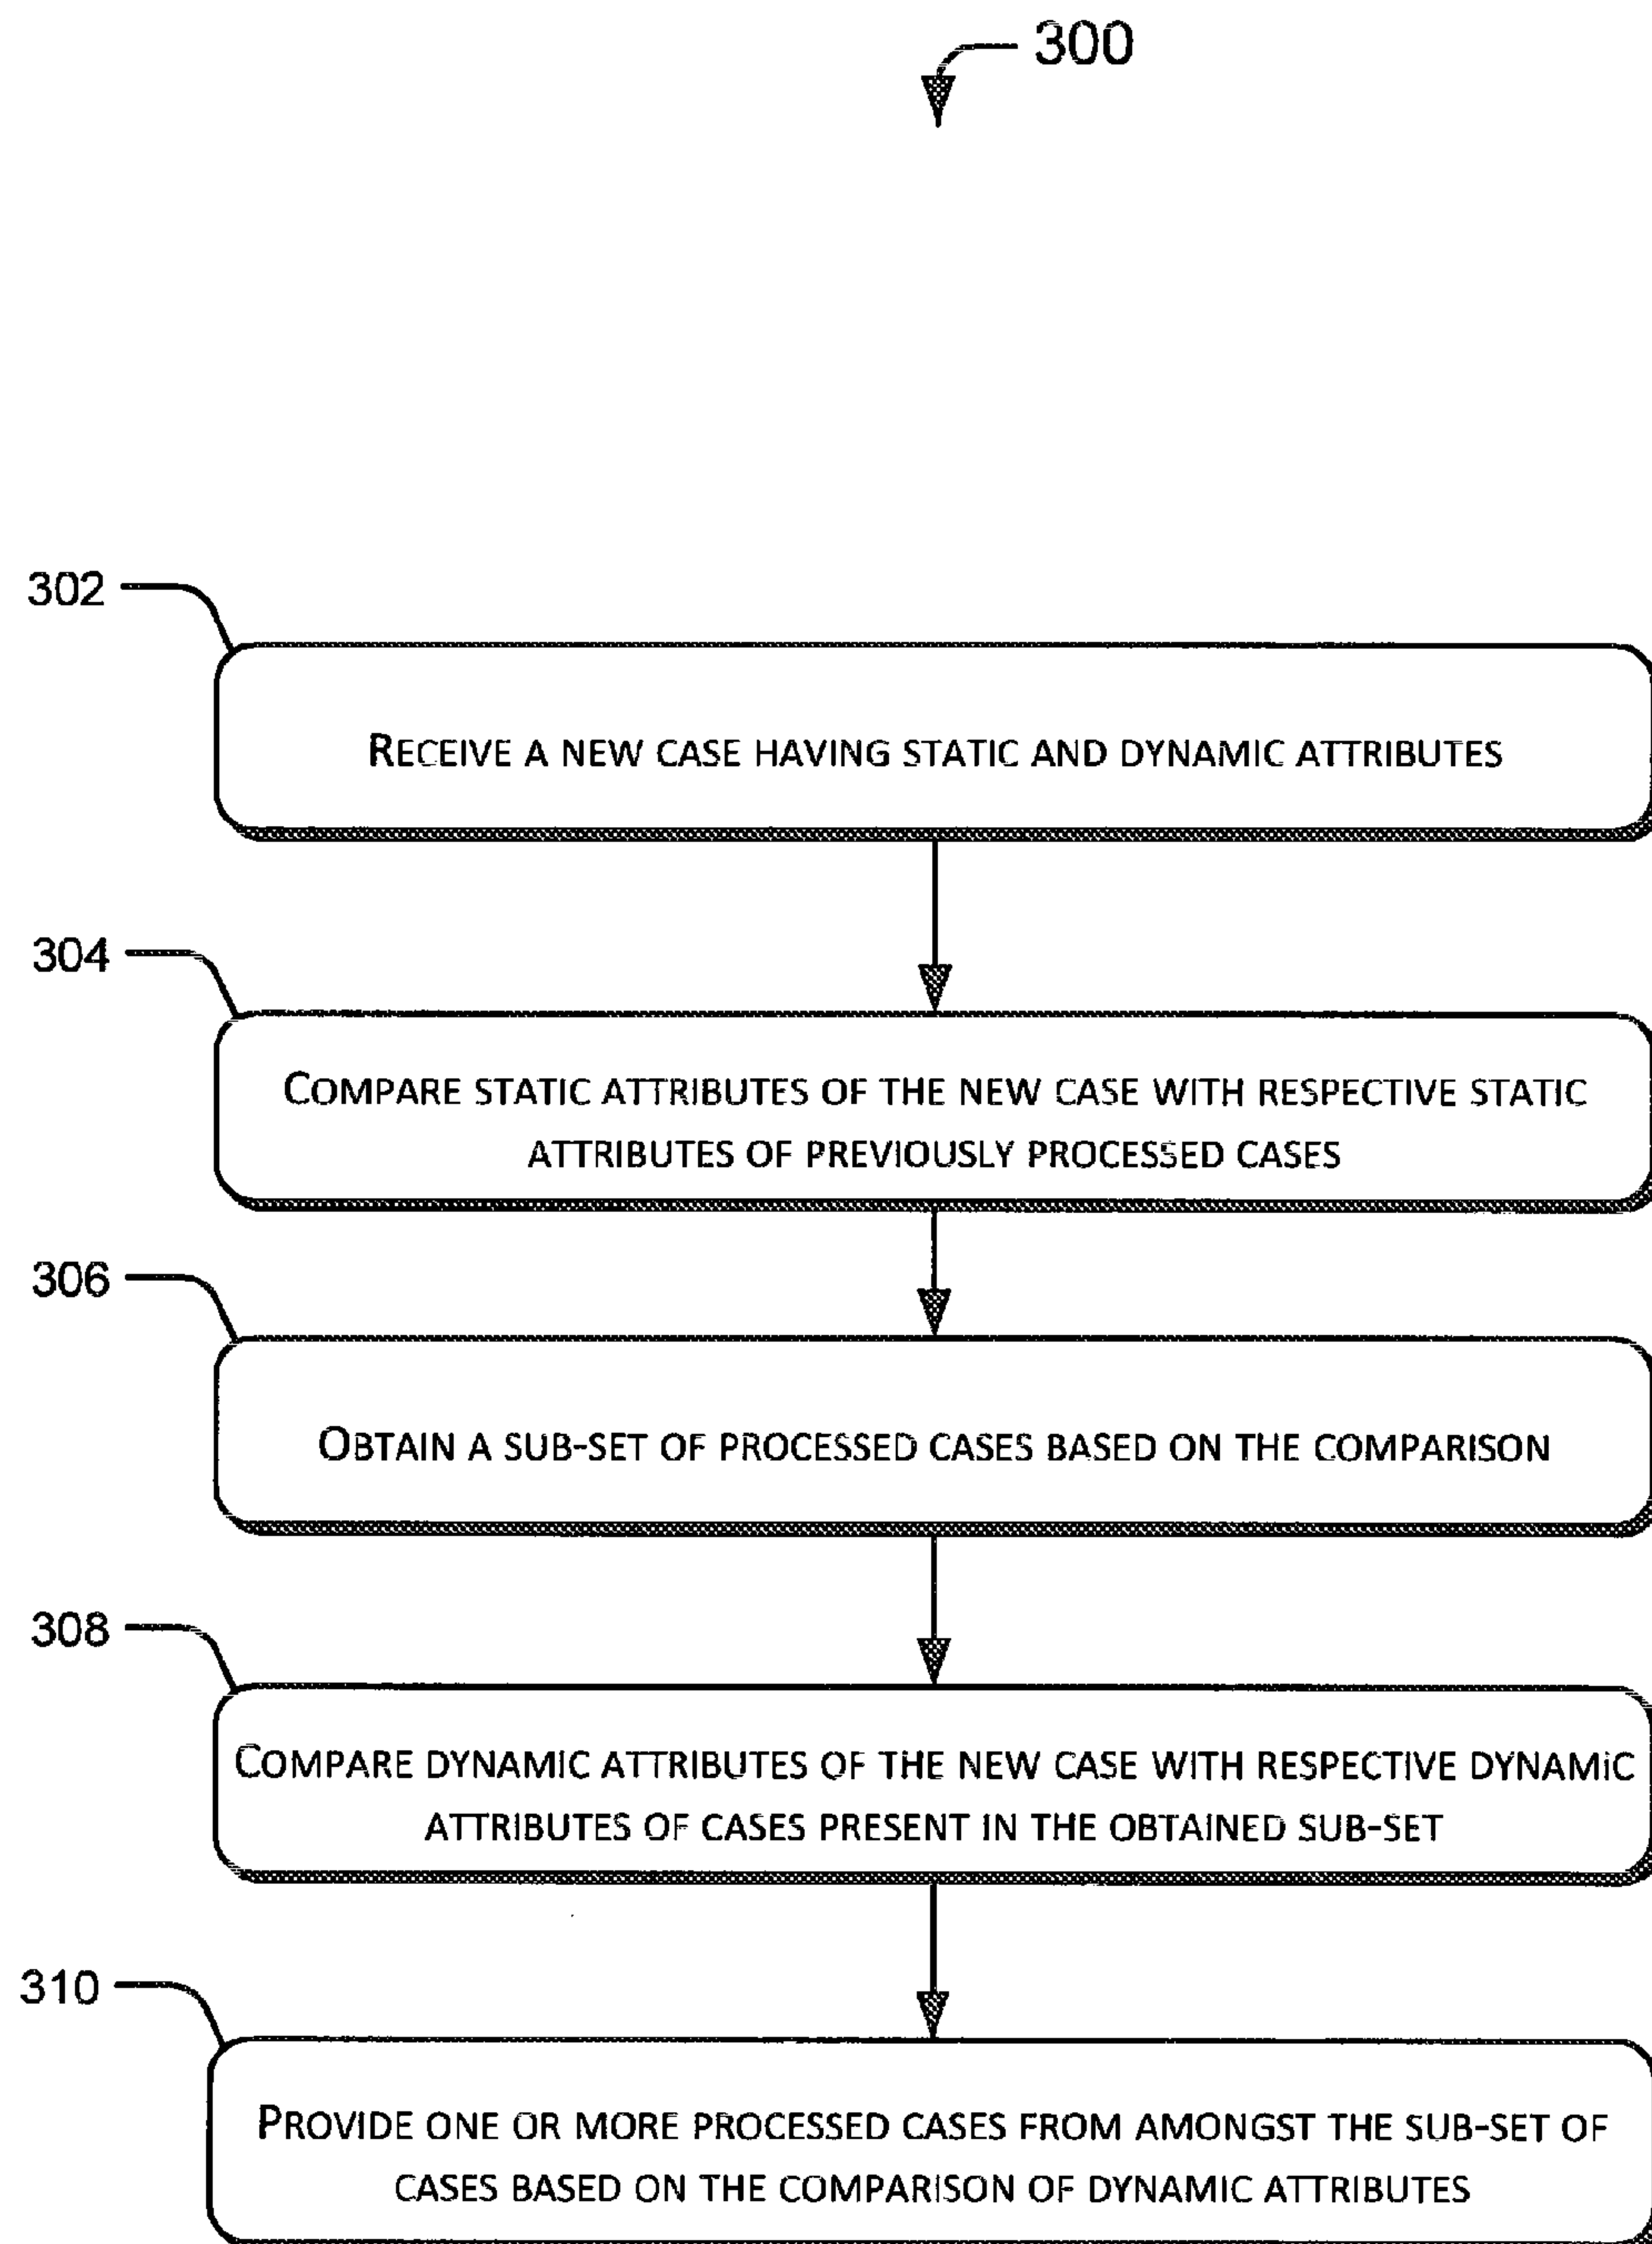 300
302
RECEIVE A NEW CASE HAVING STATIC AND DYNAMIC ATTRIBUTES
304
COMPARE STATIC ATTRIBUTES OF THE NEW CASE WITH RESPECTIVE STATIC
ATTRIBUTES OF PREVIOUSLY PROCESSED CASES
306
OBTAIN A SUB-SET OF PROCESSED CASES BASED ON THE COMPARISON
308
COMPARE DYNAMIC ATTRIBUTES OF THE NEW CASE WITH RESPECTIVE DYNAMIC
ATTRIBUTES OF CASES PRESENT IN THE OBTAINED SUB-SET
310
PROVIDE ONE OR MORE PROCESSED CASES FROM AMONGST THE SUB-SET OF
CASES BASED ON THE COMPARISON OF DYNAMIC ATTRIBUTES